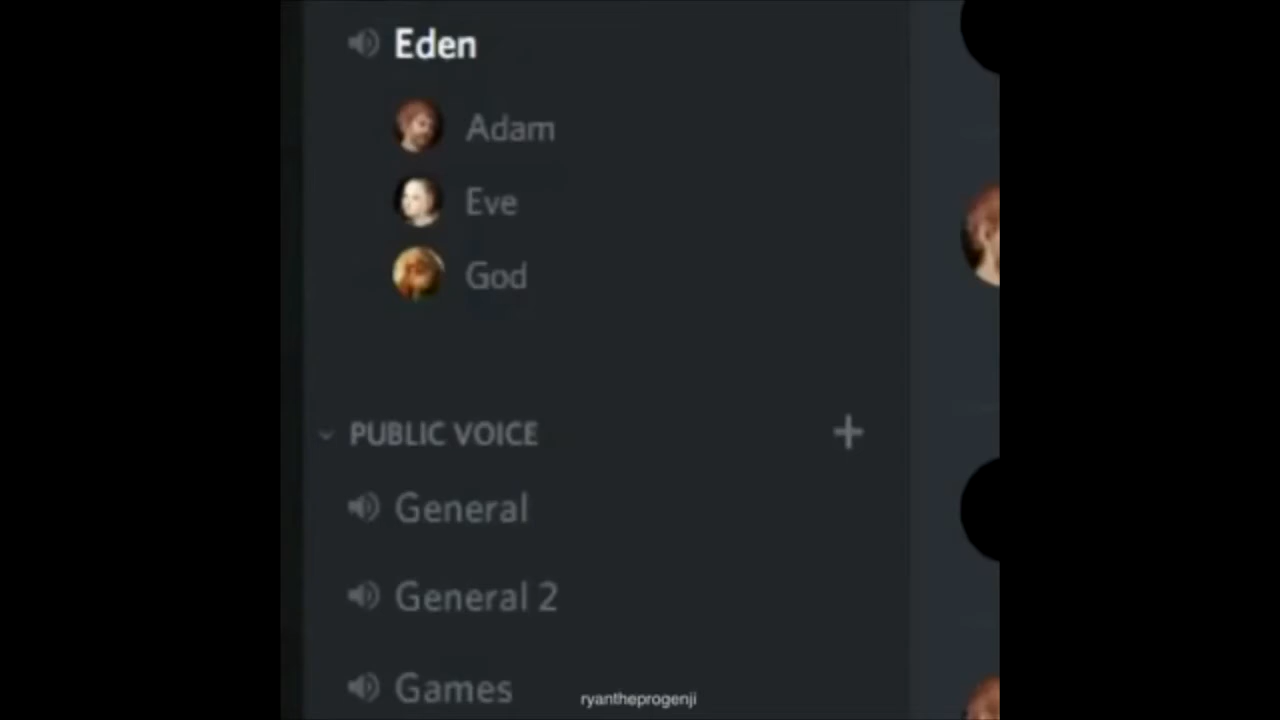 Eden
Adam
Eve
God
PUBLIC VOICE
General
General 2
Games
ryantheprogenji